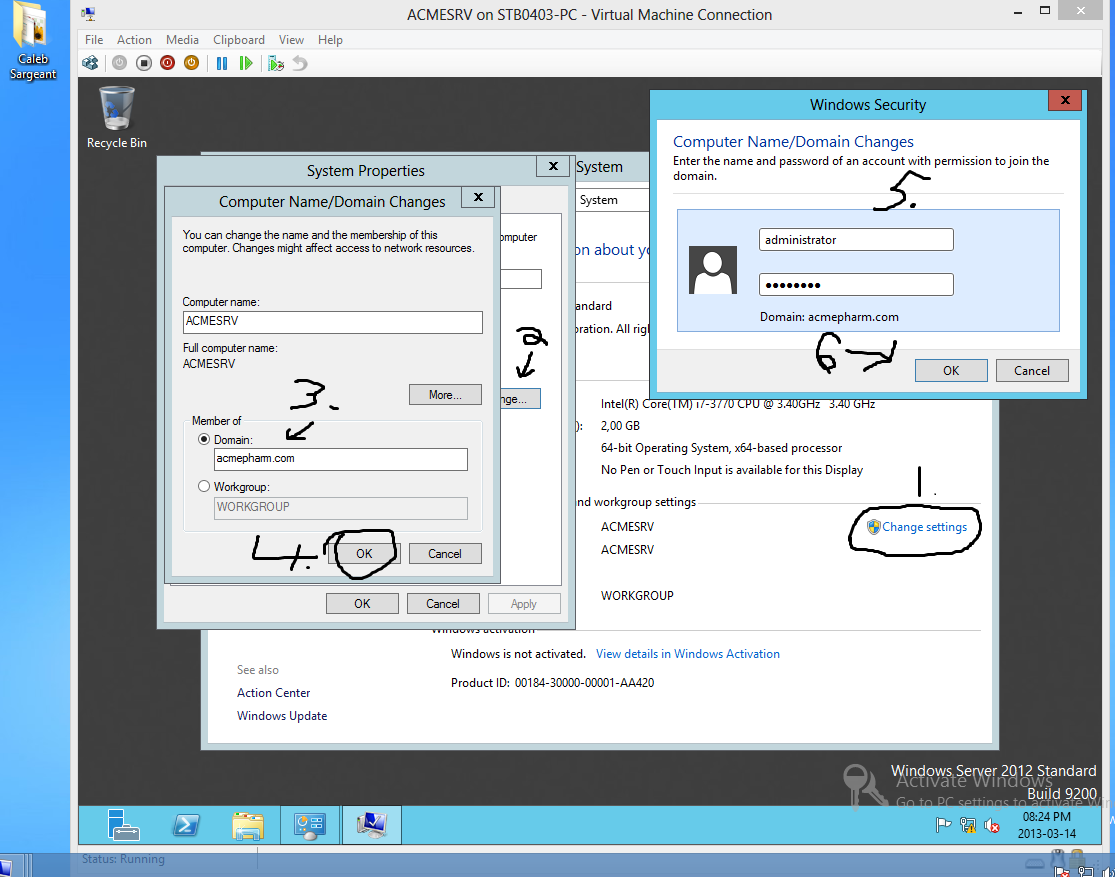 Caleb
Sargeant
ACMESRV on STB0403-PC - Virtual Machine Connection
File Action Media Clipboard View Help
Recycle Bin
System Properties
System
Computer Name/Domain Changes
You can change the name and the membership of this
computer. Changes might affect access to network resources.
Computer name:
ACMESRV
Full computer name:
ACMESRV
3.
More...
Member of
Domain:
acmepharm.com
Workgroup:
WORKGROUP
4.
OK Cancel
OK Cancel Apply
omputer
2
nge...
System
on about yo
andard
oration. All righ
Windows Security
Computer Name/Domain Changes
Enter the name and password of an account with permission to join the
domain.
5.
administrator
●●●●●●●●
Domain: acmepharm.com
6
OK Cancel
Intel(R) Core(TM) i7-3770 CPU @ 3.40GHz 3.40 GHz
): 2,00 GB
64-bit Operating System, x64-based processor
No Pen or Touch Input is available for this Display
1.
nd workgroup settings
ACMESRV
Change settings
ACMESRV
WORKGROUP
Windows activation
Windows is not activated. View details in Windows Activation
Product ID: 00184-30000-00001-AA420
See also
Action Center
Windows Update
Windows Server 2012 Standard
Activate Windows
Build 9200
Go to PC settings to activate Wi
08:24 PM
2013-03-14
Status: Running